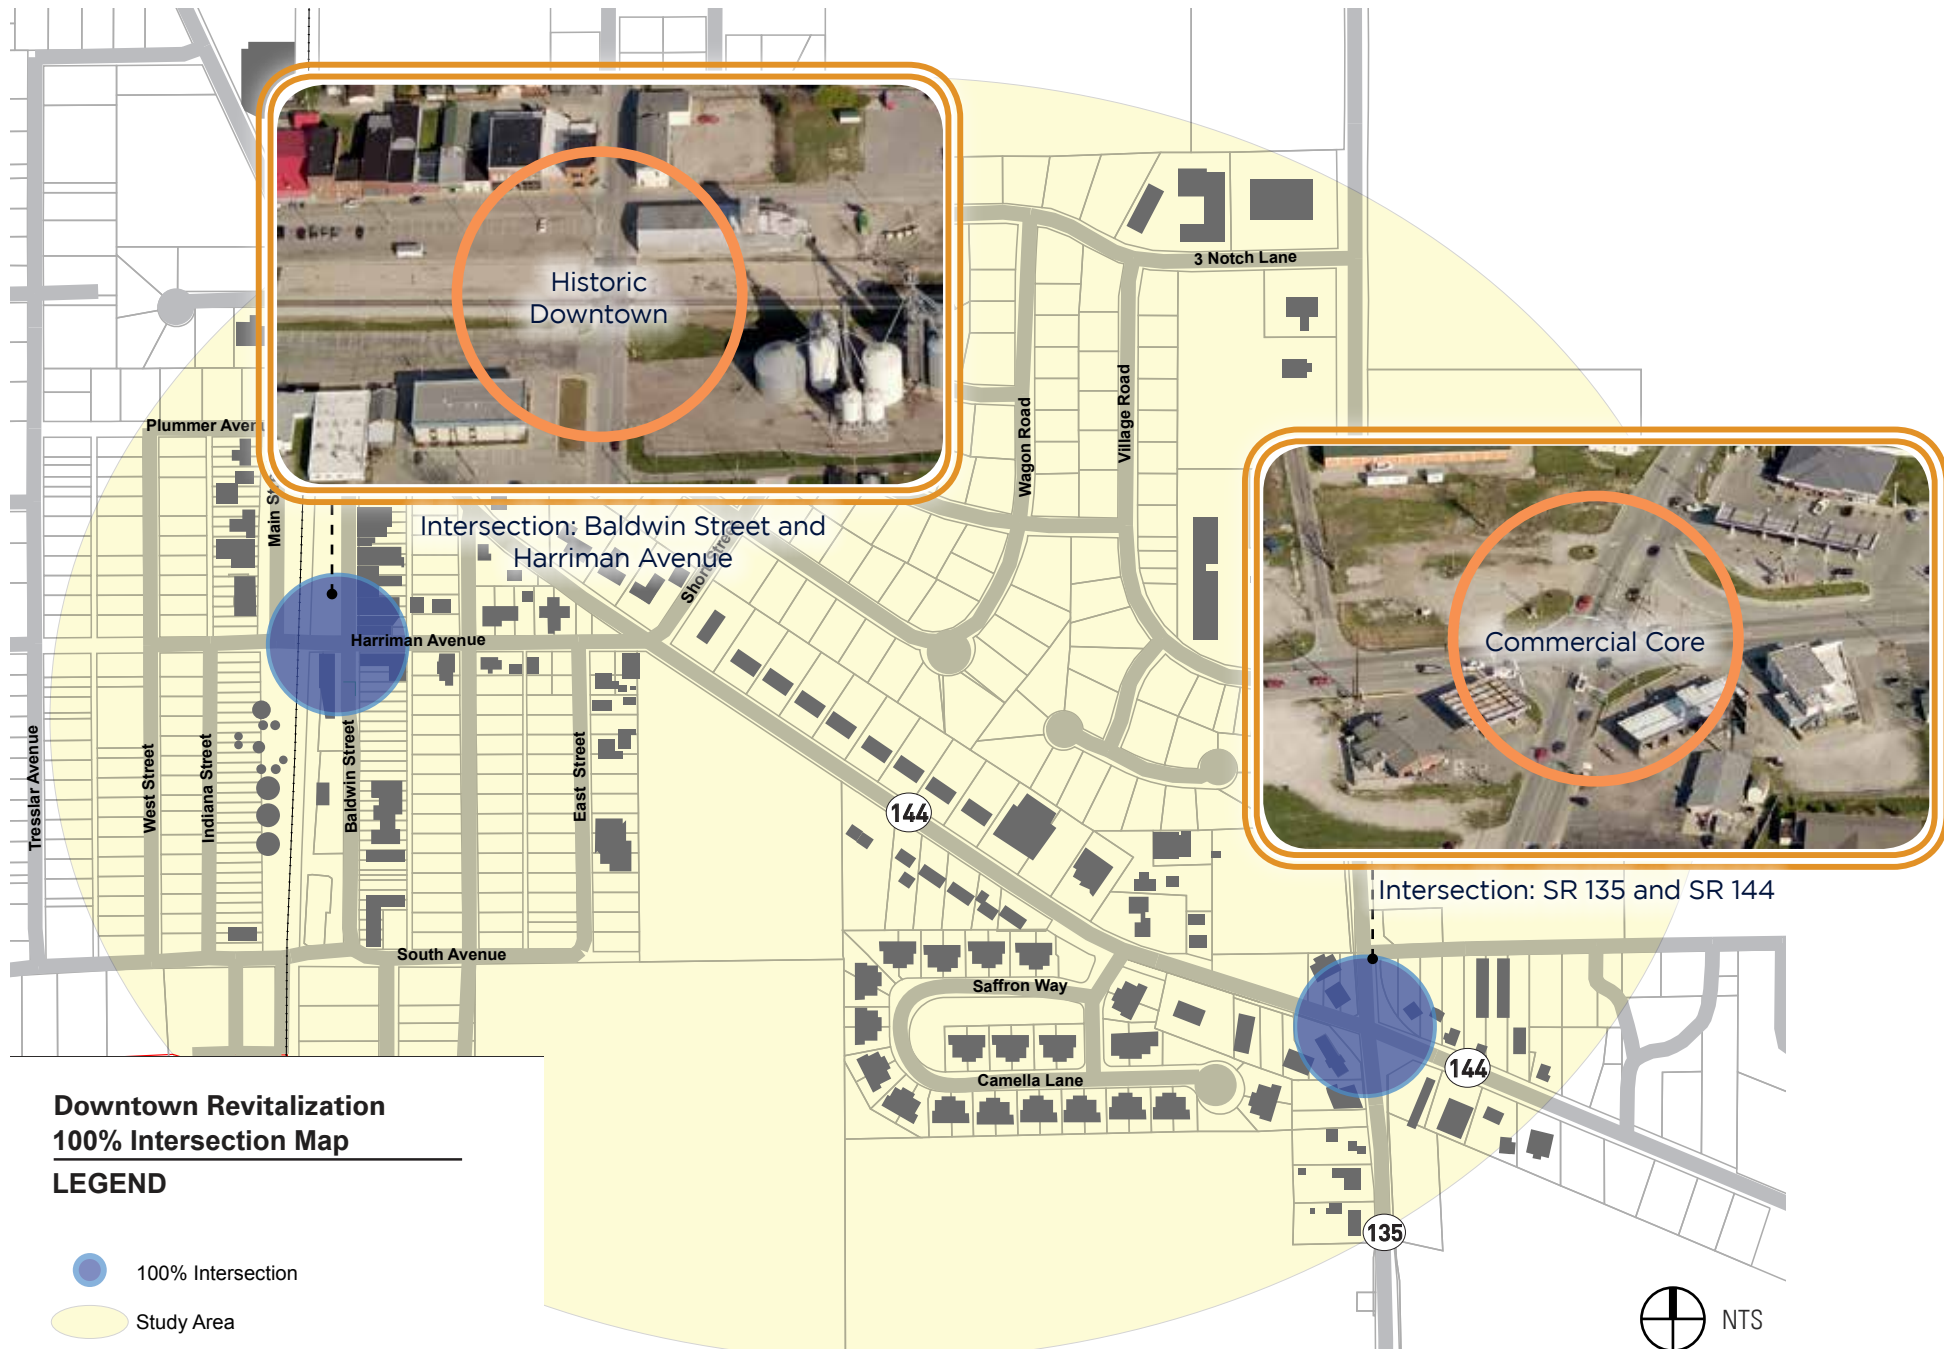 Historic
Downtown
3 Notch Lane
Plummer Aven
Main St
Wagon Road
Village Road
Intersection: Baldwin Street and
Harriman Avenue
Short Street
Commercial Core
Harriman Avenue
Tresslar Avenue
West Street
Indiana Street
Baldwin Street
East Street
144
Intersection: SR 135 and SR 144
South Avenue
Saffron Way
Camella Lane
144
135
Downtown Revitalization
100% Intersection Map
LEGEND
100% Intersection
Study Area
NTS